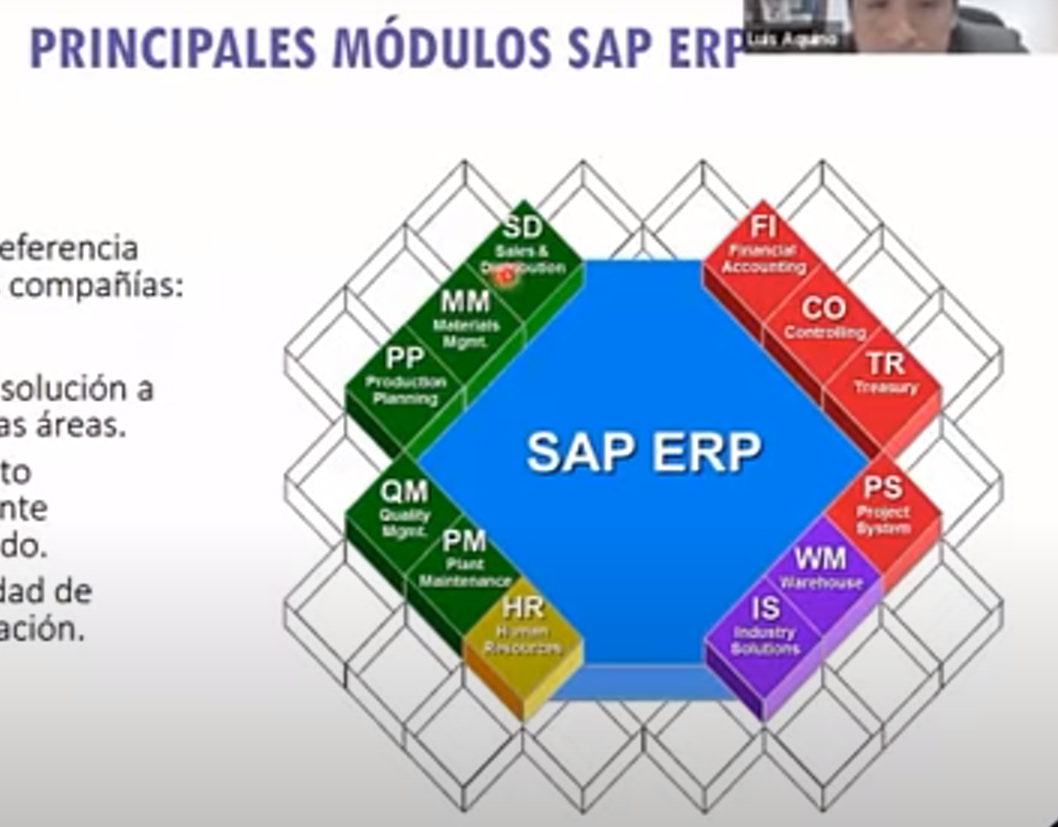 PRINCIPALES MÓDULOS SAP ERP
Luis Aquino
eferencia
compañías:
solución a
as áreas.
to
nte
do.
dad de
ación.
SD
Sales &
Distribution
MM
Materials
Mgmt.
PP
Production
Planning
QM
Quality
Mgmt.
PM
Plant
Maintenance
HR
Human
Resources
SAP ERP
FI
Financial
Accounting
CO
Controlling
TR
Treasury
PS
Project
System
WM
Warehouse
IS
Industry
Solutions